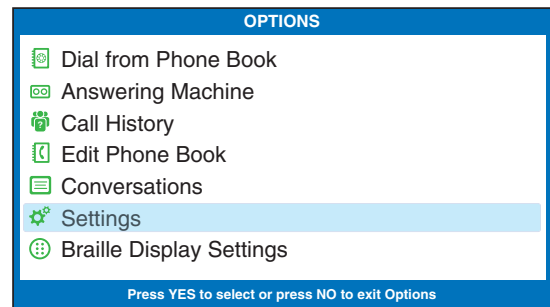 OPTIONS
Dial from Phone Book
Answering Machine
Call History
Edit Phone Book
Conversations
Settings
Braille Display Settings
Press YES to select or press NO to exit Options